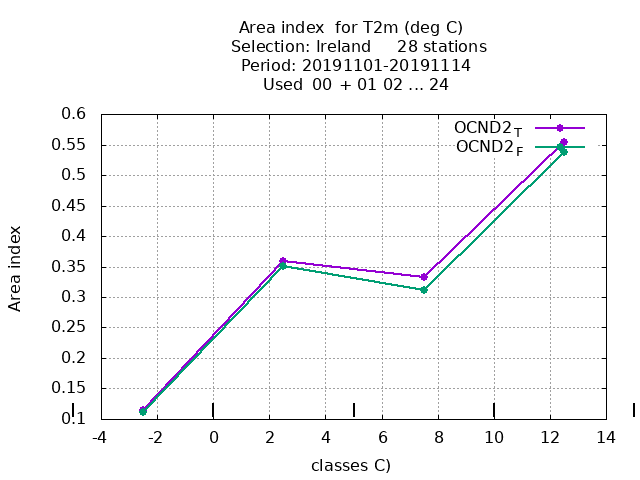 Area index  for T2m (deg C)
Selection: Ireland     28 stations
Period: 20191101-20191114
Used  00 + 01 02 ... 24
OCND2_T
OCND2_F
0.6
0.55
0.5
0.45
0.4
0.35
0.3
0.25
0.2
0.15
0.1
Area index
-4 -2 0 2 4 6 8 10 12 14
classes C)